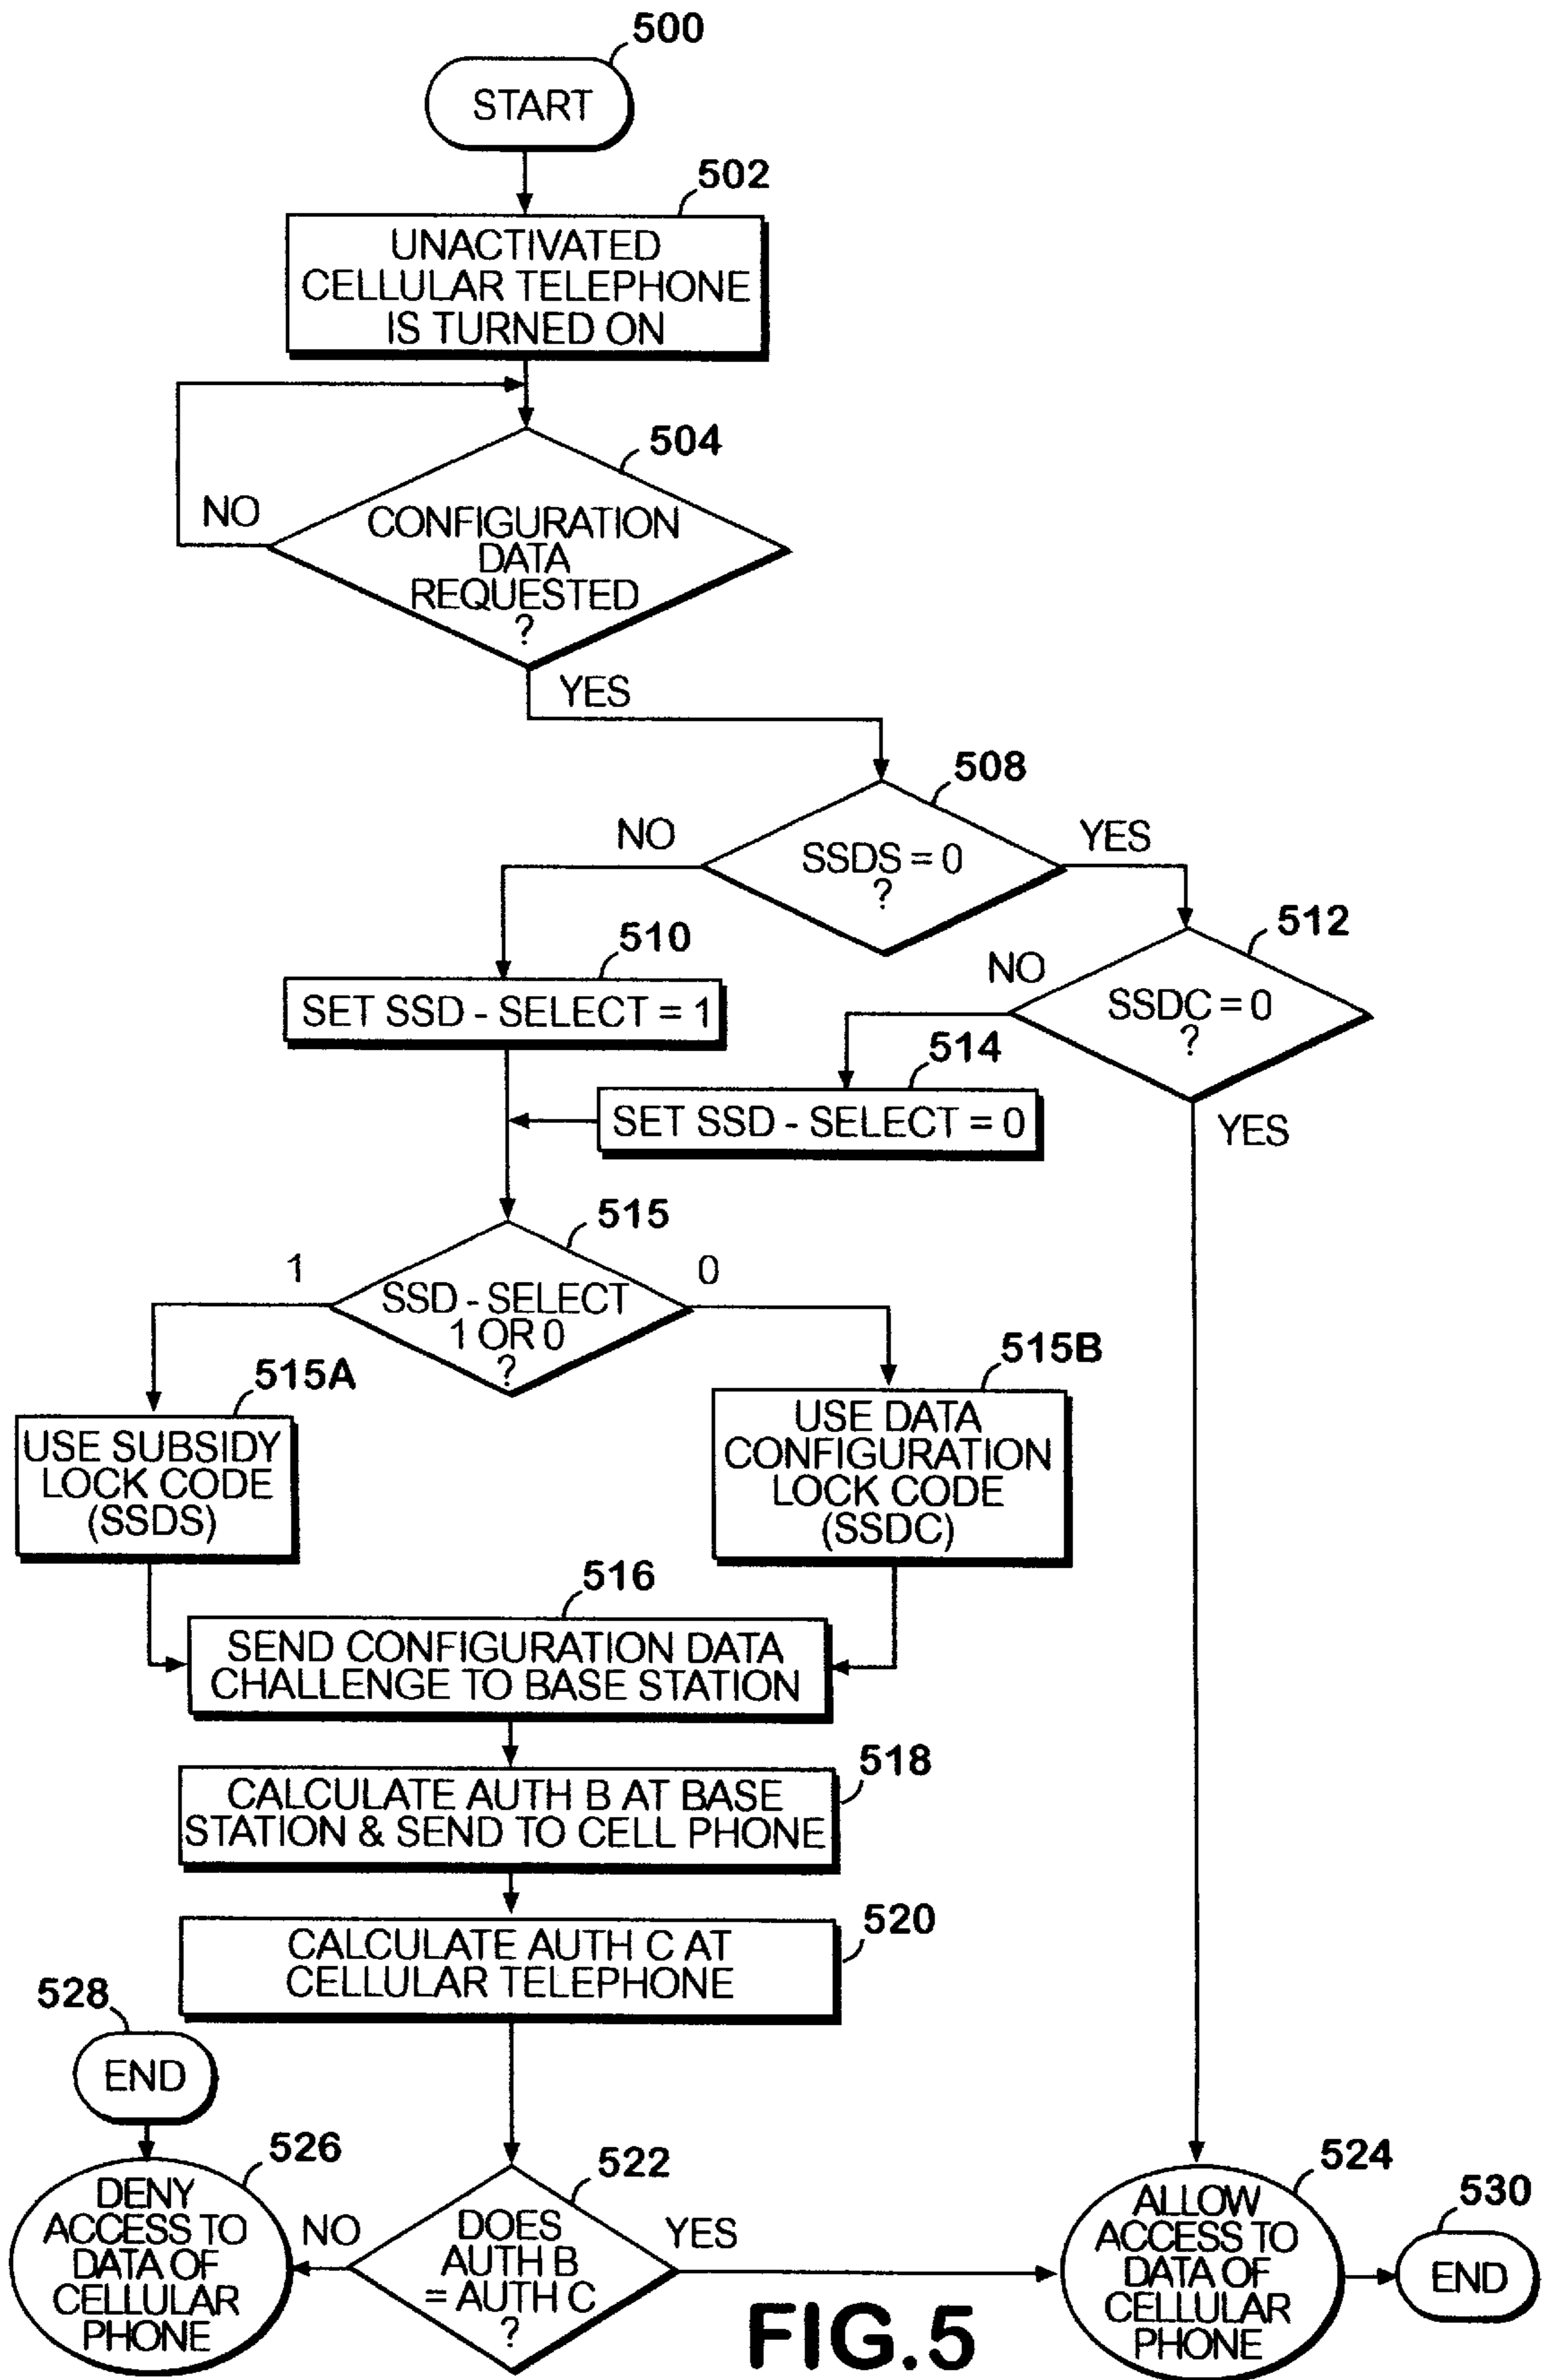 500
START
502
UNACTIVATED
CELLULAR TELEPHONE
IS TURNED ON
504
NO
CONFIGURATION
DATA
REQUESTED
?
YES
508
NO
YES
SSDS = 0
?
512
510
NO
SET SSD - SELECT = 1
SSDC = 0
?
514
SET SSD - SELECT = 0
YES
515
1
0
SSD - SELECT
1 OR 0
?
515A
515B
USE SUBSIDY
LOCK CODE
(SSDS)
USE DATA
CONFIGURATION
LOCK CODE
(SSDC)
516
SEND CONFIGURATION DATA
CHALLENGE TO BASE STATION
518
CALCULATE AUTH B AT BASE
STATION & SEND TO CELL PHONE
520
CALCULATE AUTH C AT
CELLULAR TELEPHONE
528
END
526
DENY
ACCESS TO
DATA OF
CELLULAR
PHONE
NO
522
DOES
AUTH B
= AUTH C
?
YES
524
ALLOW
ACCESS TO
DATA OF
CELLULAR
PHONE
530
END
FIG.5